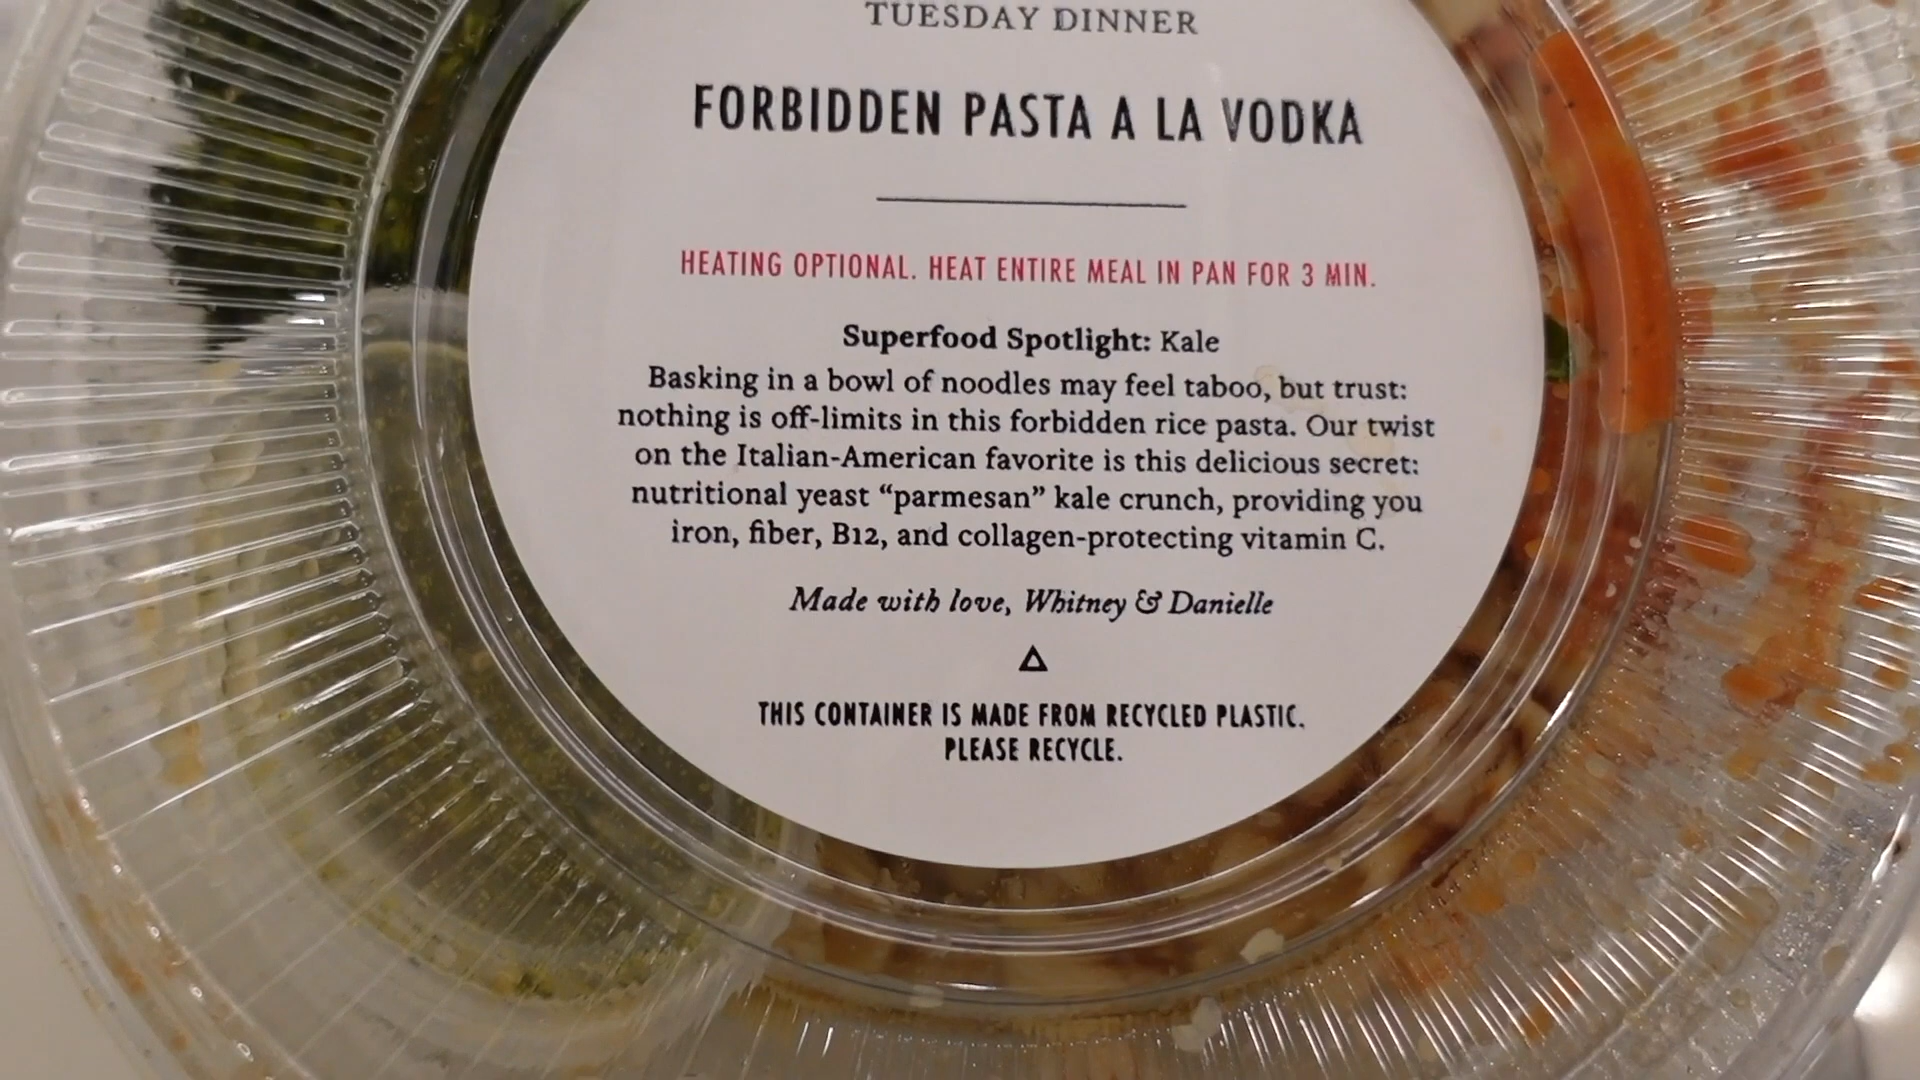 TUESDAY DINNER
FORBIDDEN PASTA A LA VODKA
HEATING OPTIONAL. HEAT ENTIRE MEAL IN PAN FOR 3 MIN.
Superfood Spotlight: Kale
Basking in a bowl of noodles may feel taboo, but trust:
nothing is off-limits in this forbidden rice pasta. Our twist
on the Italian-American favorite is this delicious secret:
nutritional yeast “parmesan” kale crunch, providing you
iron, fiber, B12, and collagen-protecting vitamin C.
Made with love, Whitney & Danielle
THIS CONTAINER IS MADE FROM RECYCLED PLASTIC.
PLEASE RECYCLE.